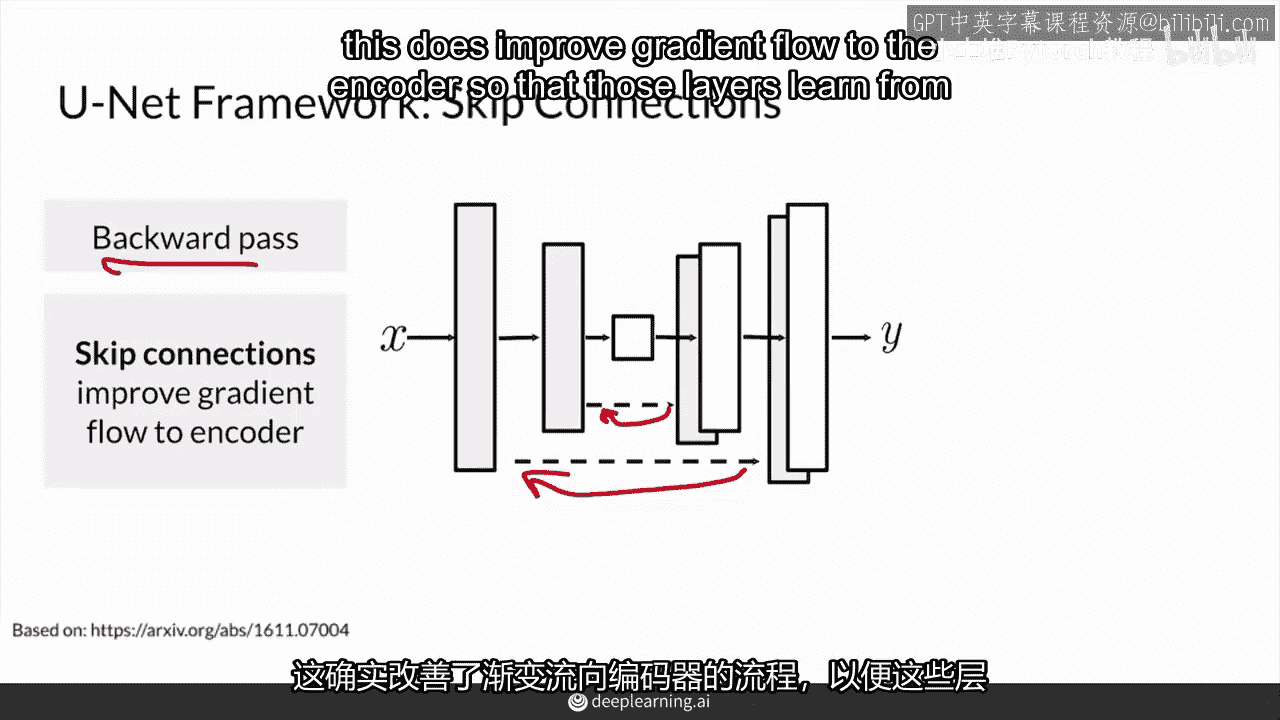 GPT中英字幕课程资源@bilibili.com
this does improve gradient flow to the
encoder so that those layers learn from
U-Net Framework: Skip Connections
Backward pass
Skip connections
improve gradient
flow to encoder
x
y
Based on: https://arxiv.org/abs/1611.07004
这确实改善了渐变流向编码器的流程，以便这些层
deeplearning.ai